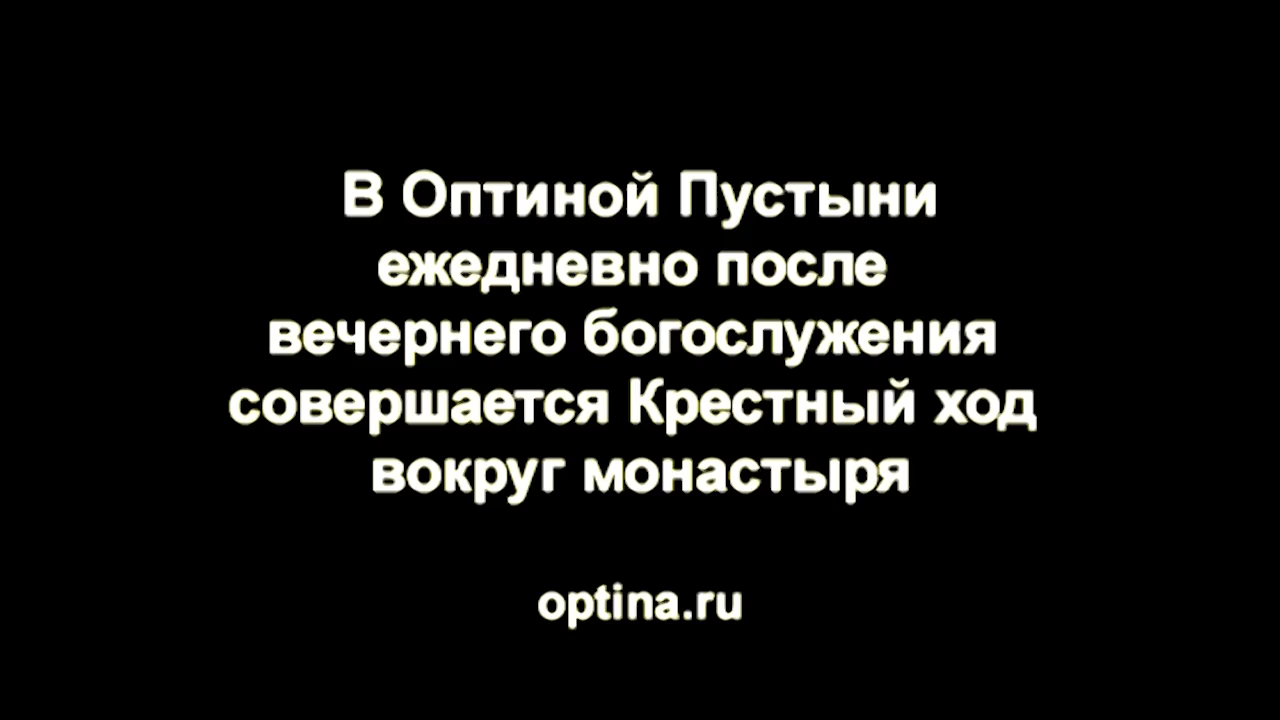 В Оптиной Пустыни
ежедневно после
вечернего богослужения
совершается Крестный ход
вокруг монастыря
optina.ru